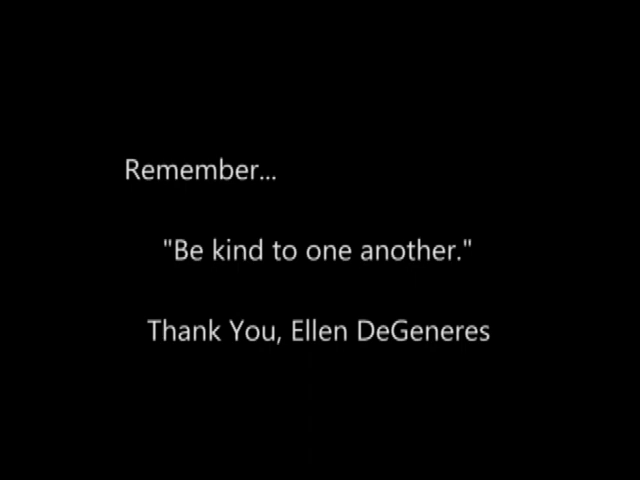 Remember...
"Be kind to one another."
Thank You, Ellen DeGeneres